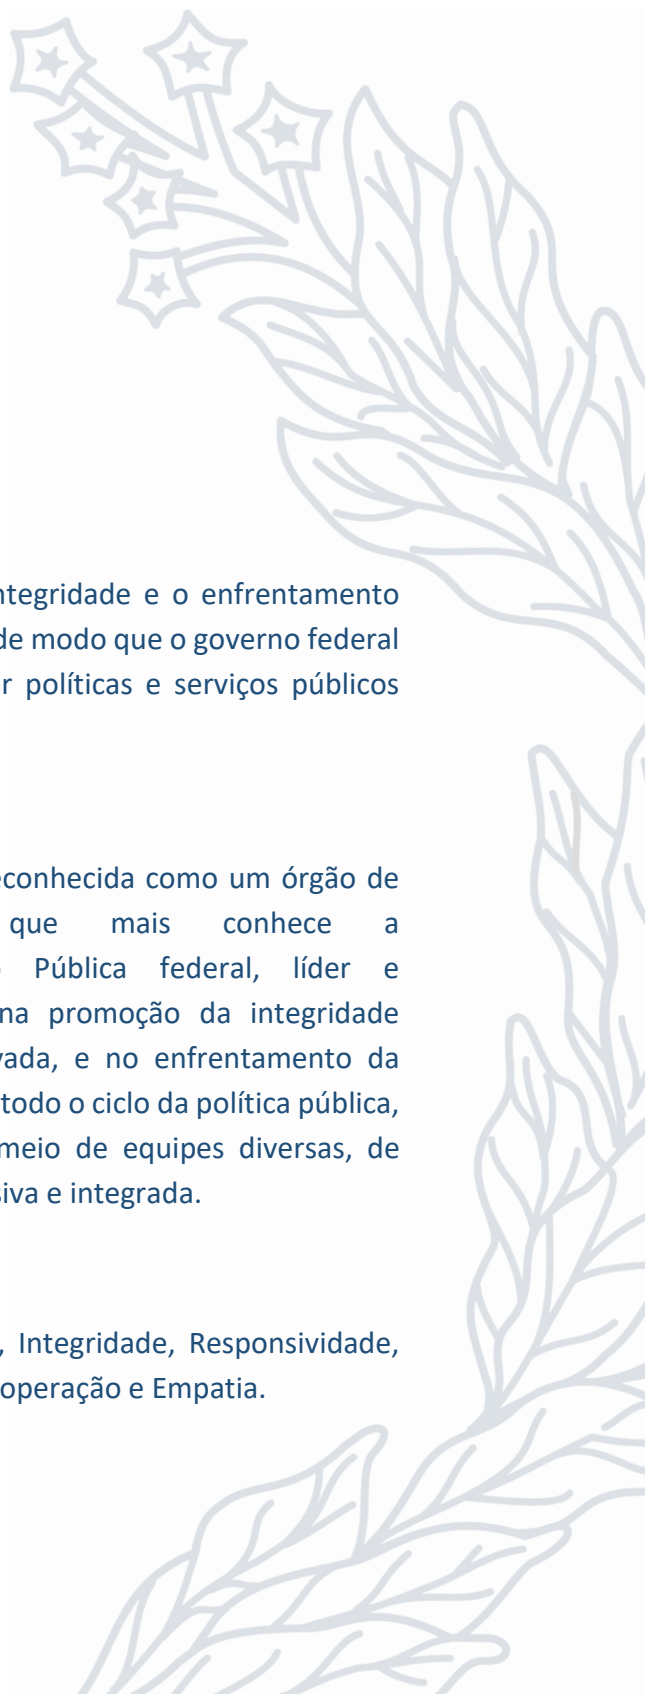 ntegridade e o enfrentamento
de modo que o governo federal
r políticas e serviços públicos
econhecida como um órgão de
que mais conhece a
Pública federal, líder e
na promoção da integridade
vada, e no enfrentamento da
todo o ciclo da política pública,
meio de equipes diversas, de
siva e integrada.
, Integridade, Responsividade,
operação e Empatia.